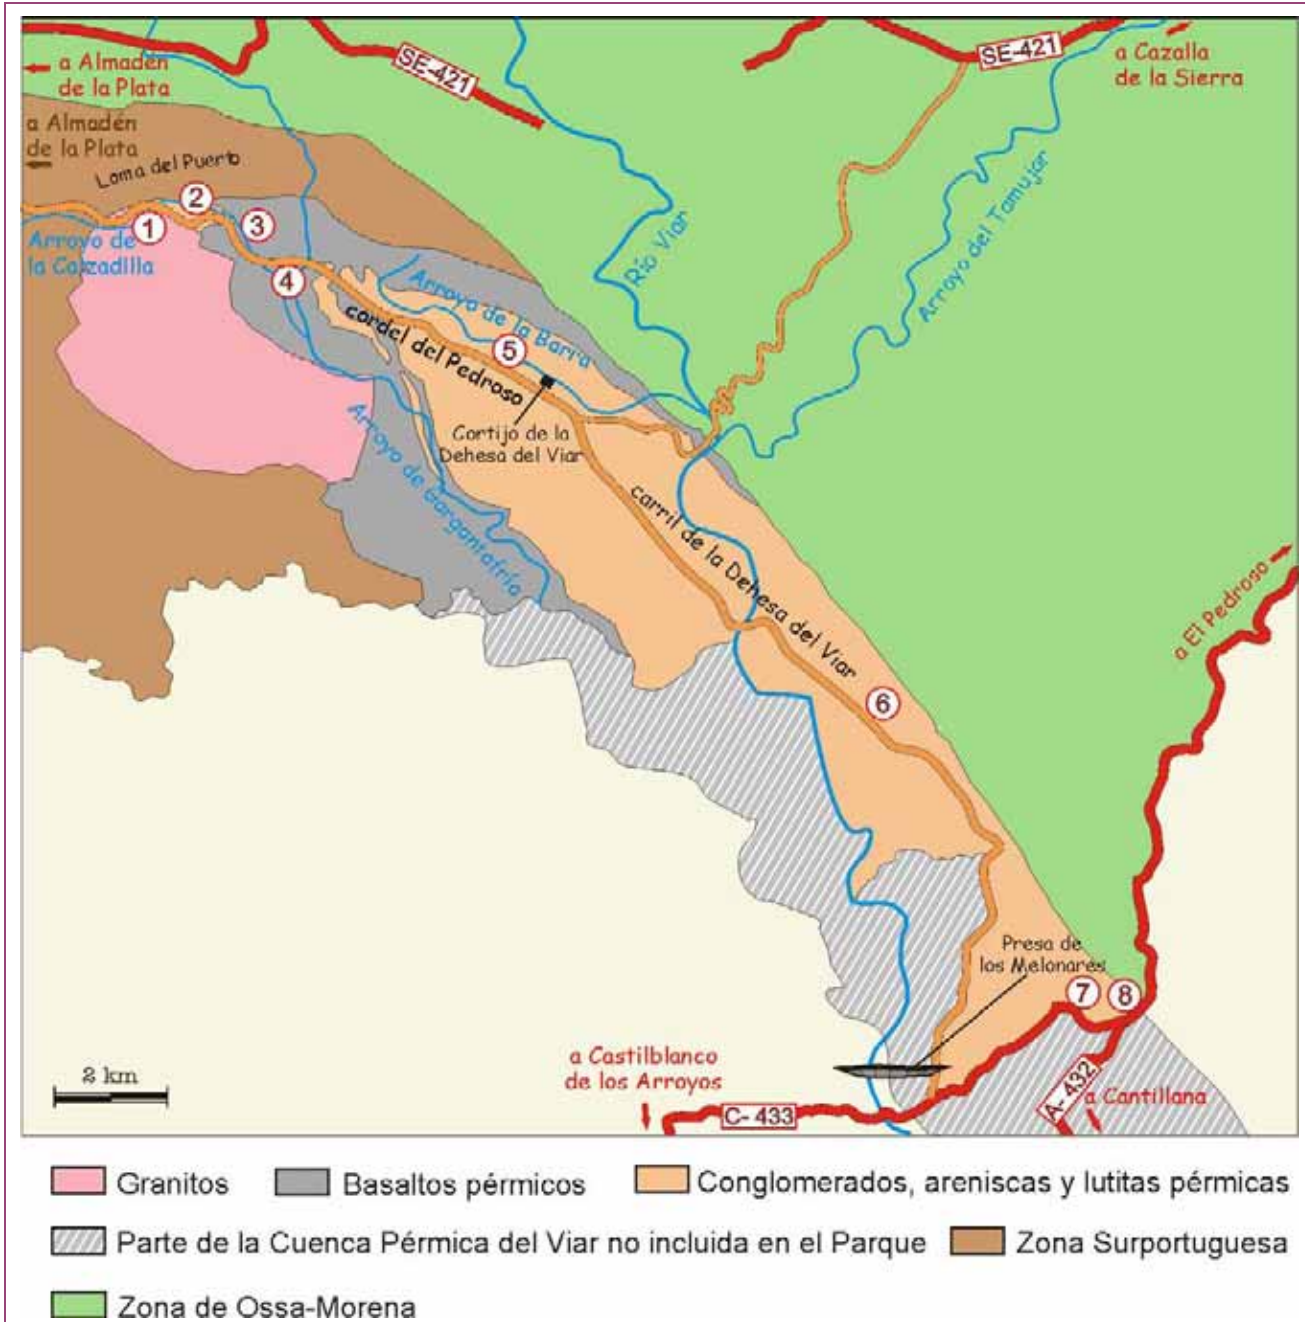 SE-421
SE-421
a Almadén
de la Plata
a Cazalla
de la Sierra
a Almadén
de la Plata
Loma del Puerto
Arroyo del Tamujar
Río Viar
2
1
3
Arroyo de
la Calzadilla
4
Arroyo de la Barra
cordel del Pedroso
5
Cortijo de la
Dehesa del Viar
Arroyo de Gargantafría
carril de la Dehesa del Viar
a El Pedroso
6
Presa de
los Melonares
7
8
a Castilblanco
de los Arroyos
2 km
C- 433
A- 432
a Cantillana
Granitos
Basaltos pérmicos
Conglomerados, areniscas y lutitas pérmicas
Parte de la Cuenca Pérmica del Viar no incluida en el Parque
Zona Surportuguesa
Zona de Ossa-Morena